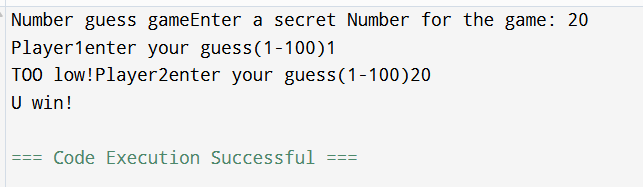 Number guess gameEnter a secret Number for the game: 20
Player1enter your guess(1-100)1
TOO low!Player2enter your guess(1-100)20
U win!
=== Code Execution Successful ===